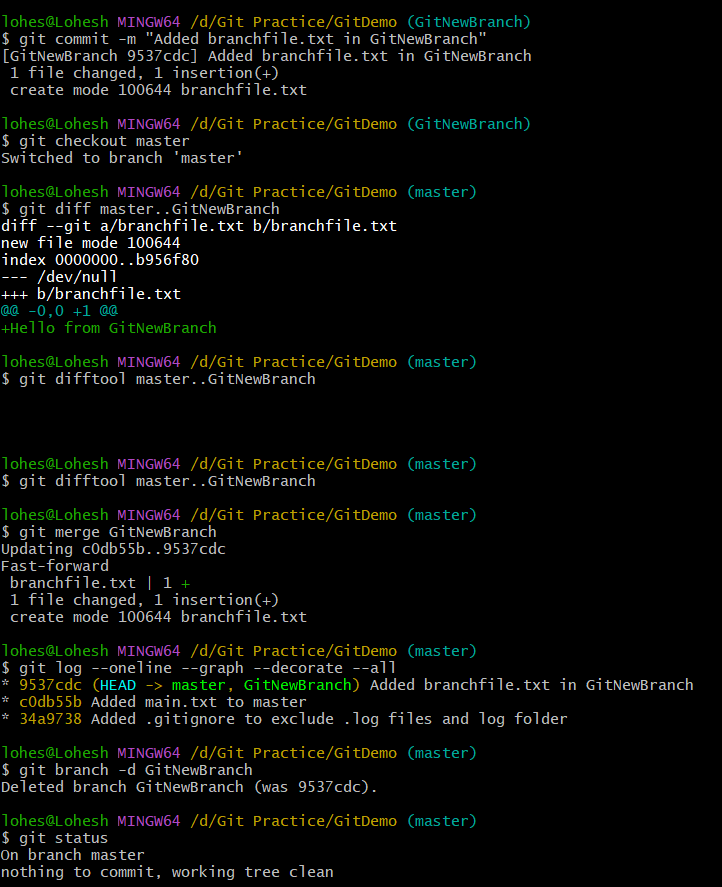 lohes@Lohesh MINGW64 /d/Git Practice/GitDemo (GitNewBranch)
$ git commit -m "Added branchfile.txt in GitNewBranch"
[GitNewBranch 9537cdc] Added branchfile.txt in GitNewBranch
 1 file changed, 1 insertion(+)
 create mode 100644 branchfile.txt

lohes@Lohesh MINGW64 /d/Git Practice/GitDemo (GitNewBranch)
$ git checkout master
Switched to branch 'master'

lohes@Lohesh MINGW64 /d/Git Practice/GitDemo (master)
$ git diff master..GitNewBranch
diff --git a/branchfile.txt b/branchfile.txt
new file mode 100644
index 0000000..b956f80
--- /dev/null
+++ b/branchfile.txt
@@ -0,0 +1 @@
+Hello from GitNewBranch

lohes@Lohesh MINGW64 /d/Git Practice/GitDemo (master)
$ git difftool master..GitNewBranch

lohes@Lohesh MINGW64 /d/Git Practice/GitDemo (master)
$ git difftool master..GitNewBranch

lohes@Lohesh MINGW64 /d/Git Practice/GitDemo (master)
$ git merge GitNewBranch
Updating c0db55b..9537cdc
Fast-forward
 branchfile.txt | 1 +
 1 file changed, 1 insertion(+)
 create mode 100644 branchfile.txt

lohes@Lohesh MINGW64 /d/Git Practice/GitDemo (master)
$ git log --oneline --graph --decorate --all
* 9537cdc (HEAD -> master, GitNewBranch) Added branchfile.txt in GitNewBranch
* c0db55b Added main.txt to master
* 34a9738 Added .gitignore to exclude .log files and log folder

lohes@Lohesh MINGW64 /d/Git Practice/GitDemo (master)
$ git branch -d GitNewBranch
Deleted branch GitNewBranch (was 9537cdc).

lohes@Lohesh MINGW64 /d/Git Practice/GitDemo (master)
$ git status
On branch master
nothing to commit, working tree clean